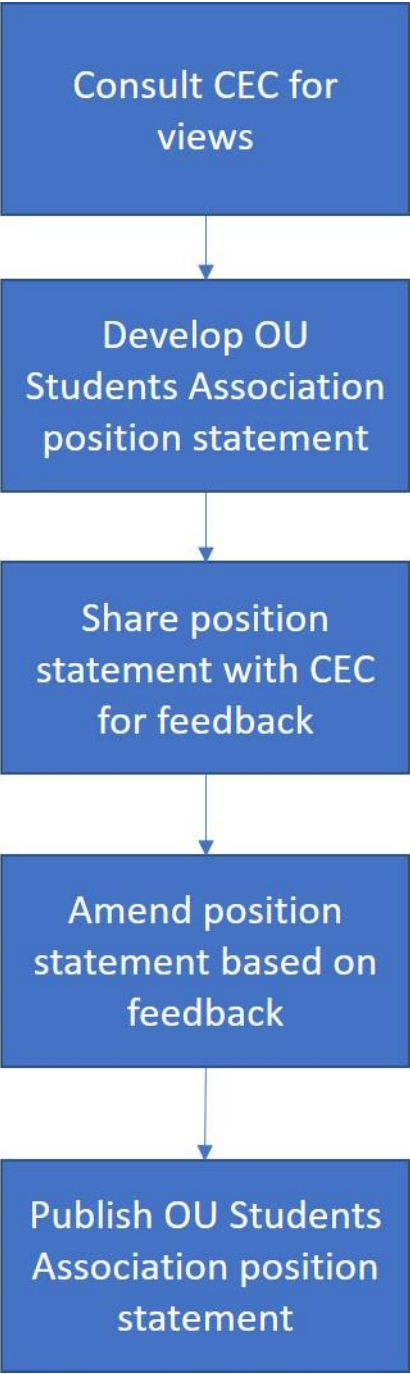 Consult CEC for
views
Develop OU
Students Association
position statement
Share position
statement with CEC
for feedback
Amend position
statement based on
feedback
Publish OU Students
Association position
statement